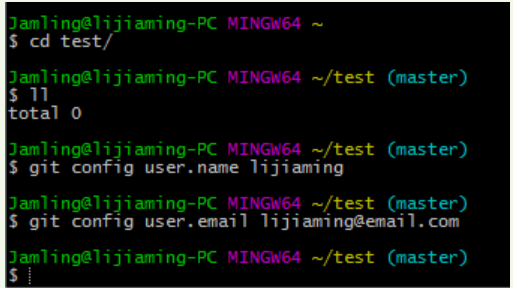 Jamling@lijiaming-PC MINGW64 ~
$ cd test/
Jamling@lijiaming-PC MINGW64 ~/test (master)
$ ll
total 0
Jamling@lijiaming-PC MINGW64 ~/test (master)
$ git config user.name lijiaming
Jamling@lijiaming-PC MINGW64 ~/test (master)
$ git config user.email lijiaming@email.com
Jamling@lijiaming-PC MINGW64 ~/test (master)
$